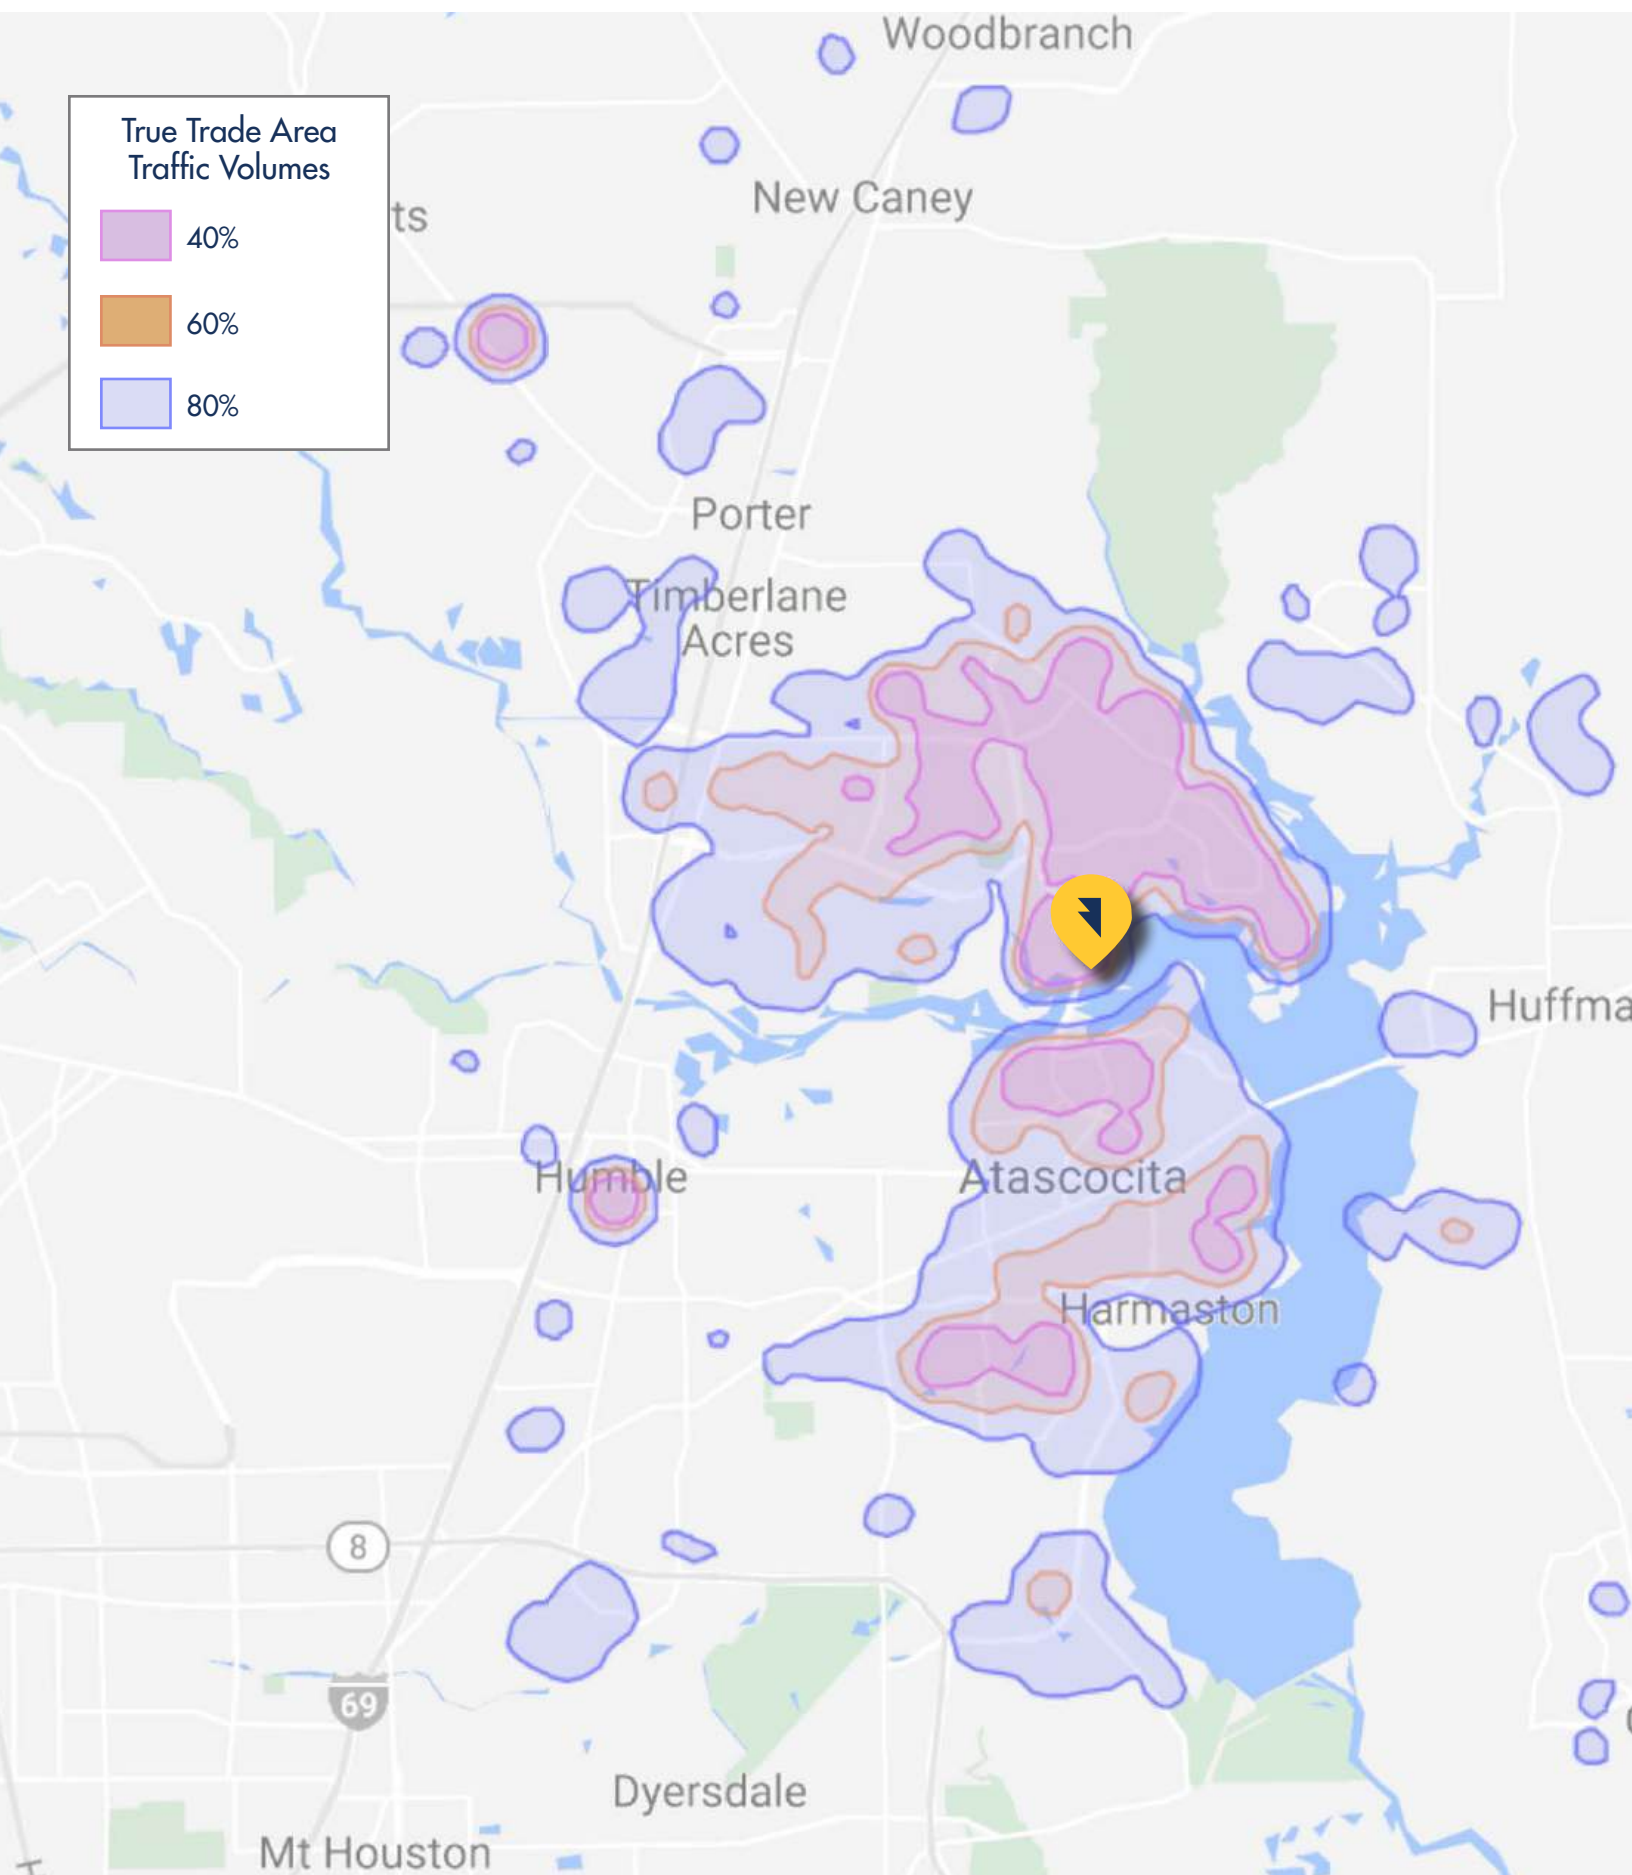 Woodbranch
True Trade Area
Traffic Volumes
40%
60%
80%
ts
New Caney
Porter
Timberlane
Acres
Huffma
Humble
Atascocita
Harmaston
8
69
Dyersdale
Mt Houston